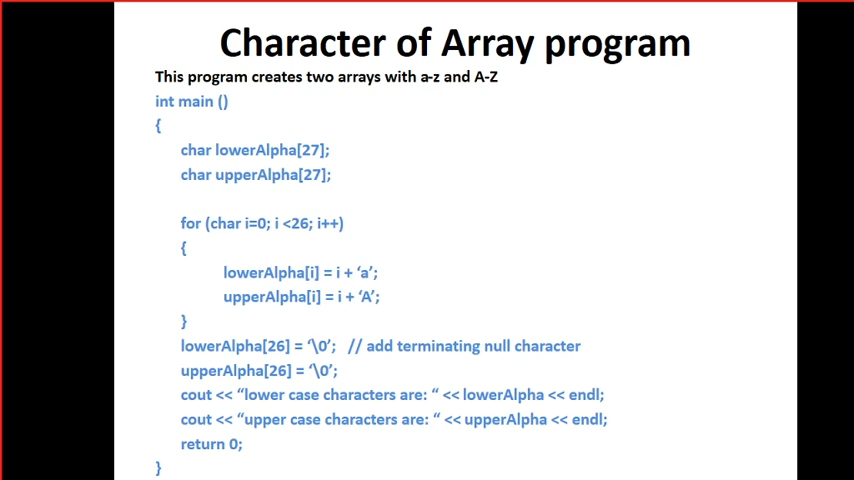 Character of Array program
This program creates two arrays with a-z and A-Z
int main ()
{
char lowerAlpha[27];
char upperAlpha[27];
for (char i=0; i <26; i++)
{
lowerAlpha[i] = i + ‘a’;
upperAlpha[i] = i + ‘A’;
}
lowerAlpha[26] = ‘\0’;   // add terminating null character
upperAlpha[26] = ‘\0’;
cout << “lower case characters are: “ << lowerAlpha << endl;
cout << “upper case characters are: “ << upperAlpha << endl;
return 0;
}